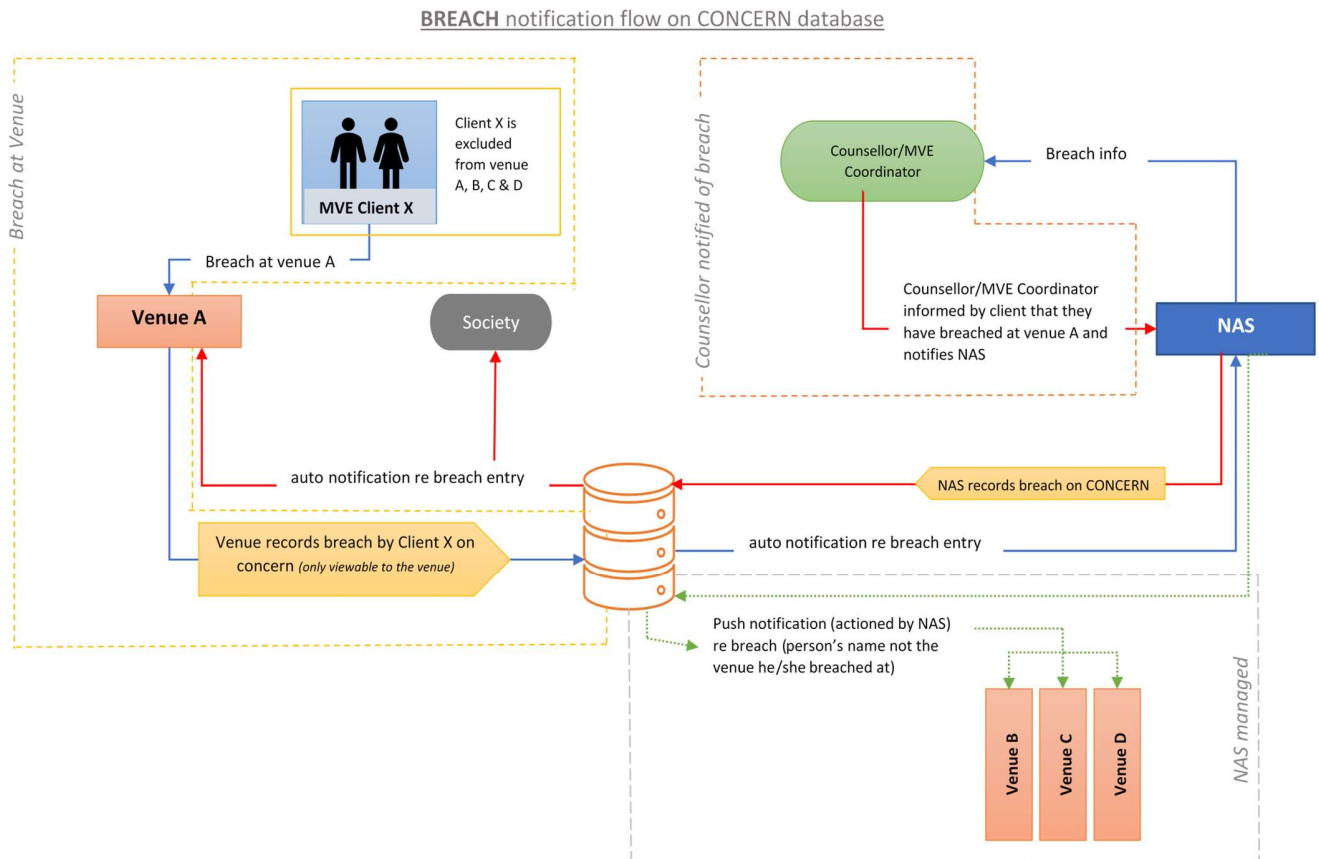 BREACH notification flow on CONCERN database
Breach at Venue
MVE Client X
Client X is
excluded
from venue
A, B, C & D
Breach at venue A
Venue A
Society
auto notification re breach entry
Venue records breach by Client X on
concern (only viewable to the venue)
Counsellor notified of breach
Counsellor/MVE
Coordinator
Breach info
Counsellor/MVE Coordinator
informed by client that they
have breached at venue A and
notifies NAS
NAS
NAS records breach on CONCERN
auto notification re breach entry
Push notification (actioned by NAS)
re breach (person’s name not the
venue he/she breached at)
Venue B
Venue C
Venue D
NAS managed